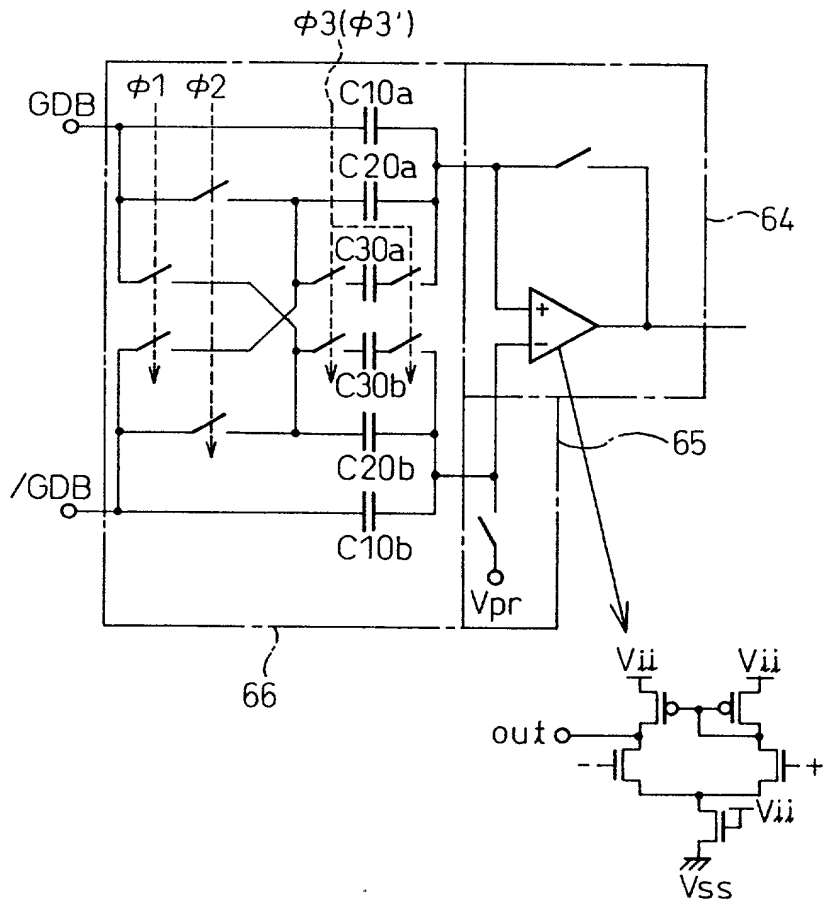 ϕ3(ϕ3')
ϕ1 ϕ2
C10a
GDB
C20a
64
C30a
+
−
C30b
65
C20b
/GDB
C10b
Vpr
66
Vii Vii
out
− +
Vii
Vss